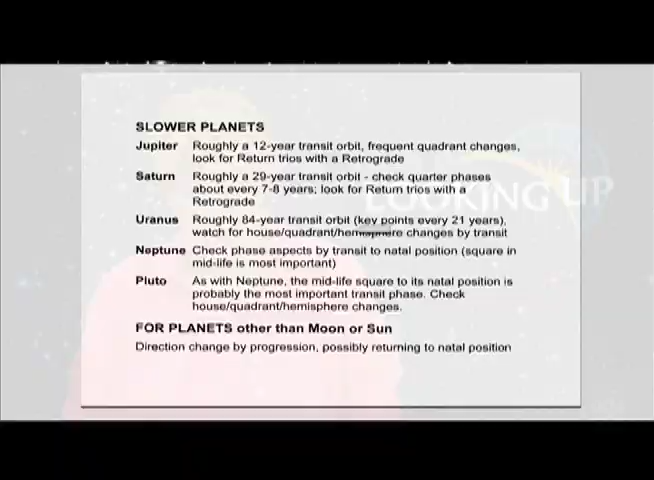 SLOWER PLANETS
Jupiter Roughly a 12-year transit orbit, frequent quadrant changes,
look for Return trios with a Retrograde
Saturn Roughly a 29-year transit orbit - check quarter phases
about every 7-8 years; look for Return trios with a
Retrograde
LOOKING UP
Uranus Roughly 84-year transit orbit (key points every 21 years),
watch for house/quadrant/hemisphere changes by transit
Neptune Check phase aspects by transit to natal position (square in
mid-life is most important)
Pluto As with Neptune, the mid-life square to its natal position is
probably the most important transit phase. Check
house/quadrant/hemisphere changes.
FOR PLANETS other than Moon or Sun
Direction change by progression, possibly returning to natal position